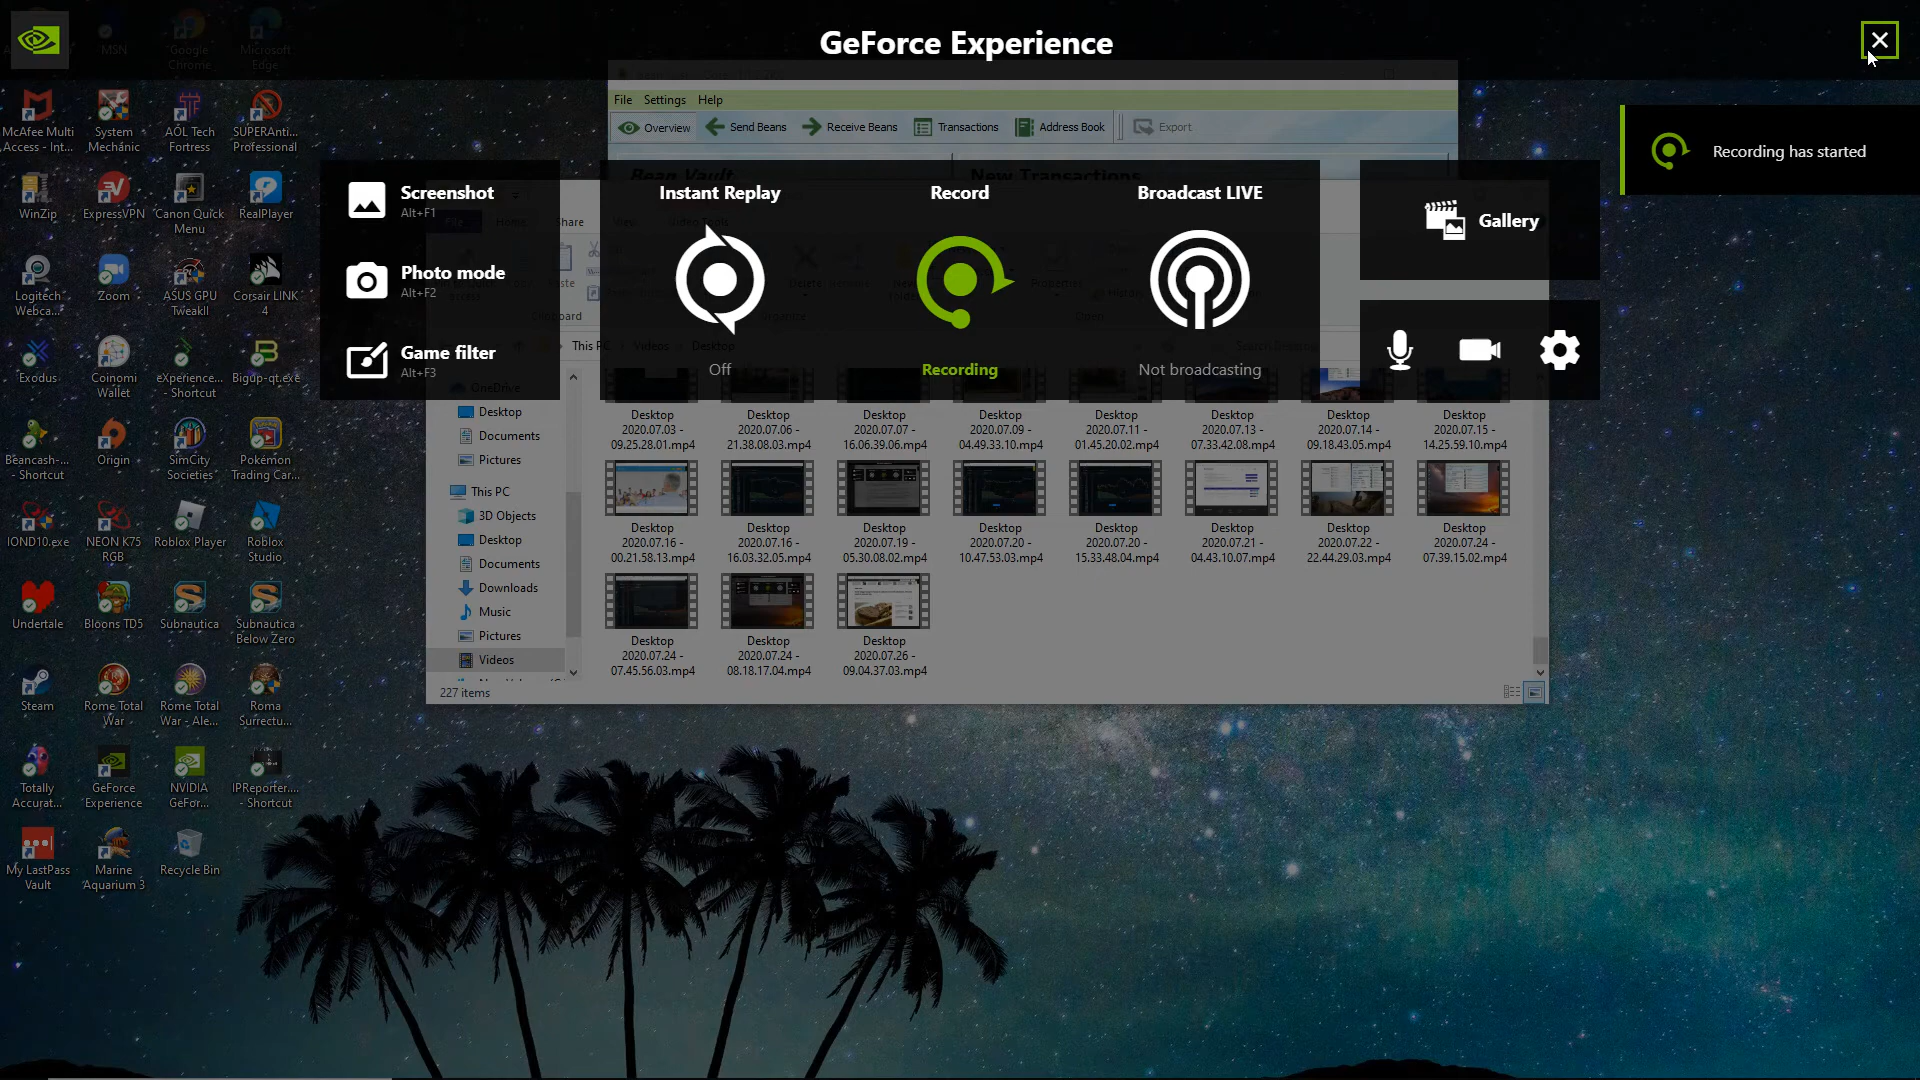 GeForce Experience
MSN
Google Chrome
Microsoft Edge
File Settings Help
Overview Send Beans Receive Beans Transactions Address Book Export
Recording has started
Bean Vault New Transactions
McAfee Multi Access - Int...
System Mechanic
AOL Tech Fortress
SUPERAnti... Professional
Screenshot
Alt+F1
Photo mode
Alt+F2
Game filter
Alt+F3
Instant Replay
Off
Record
Recording
Broadcast LIVE
Not broadcasting
Gallery
File Home Share View Video Tools
Clipboard
Organize
Open
This PC Videos Desktop
WinZip
ExpressVPN
Canon Quick Menu
RealPlayer
Logitech Webca...
Zoom
ASUS GPU TweakII
Corsair LINK 4
Exodus
Coinomi Wallet
eXperience... - Shortcut
Bigup-qt.exe
Beancash-... - Shortcut
Origin
SimCity Societies
Pokémon Trading Car...
IOND10.exe
NEON K75 RGB
Roblox Player
Roblox Studio
Undertale
Bloons TD5
Subnautica
Subnautica Below Zero
Steam
Rome Total War
Rome Total War - Ale...
Roma Surrectu...
Totally Accurat...
GeForce Experience
NVIDIA GeFor...
IPReporter.... - Shortcut
My LastPass Vault
Marine Aquarium 3
Recycle Bin
OneDrive
Desktop
Documents
Pictures
This PC
3D Objects
Desktop
Documents
Downloads
Music
Pictures
Videos
Desktop 2020.07.03 - 09.25.28.01.mp4
Desktop 2020.07.06 - 21.38.08.03.mp4
Desktop 2020.07.07 - 16.06.39.06.mp4
Desktop 2020.07.09 - 04.49.33.10.mp4
Desktop 2020.07.11 - 01.45.20.02.mp4
Desktop 2020.07.13 - 07.33.42.08.mp4
Desktop 2020.07.14 - 09.18.43.05.mp4
Desktop 2020.07.15 - 14.25.59.10.mp4
Desktop 2020.07.16 - 00.21.58.13.mp4
Desktop 2020.07.16 - 16.03.32.05.mp4
Desktop 2020.07.19 - 05.30.08.02.mp4
Desktop 2020.07.20 - 10.47.53.03.mp4
Desktop 2020.07.20 - 15.33.48.04.mp4
Desktop 2020.07.21 - 04.43.10.07.mp4
Desktop 2020.07.22 - 22.44.29.03.mp4
Desktop 2020.07.24 - 07.39.15.02.mp4
Desktop 2020.07.24 - 07.45.56.03.mp4
Desktop 2020.07.24 - 08.18.17.04.mp4
Desktop 2020.07.26 - 09.04.37.03.mp4
227 items